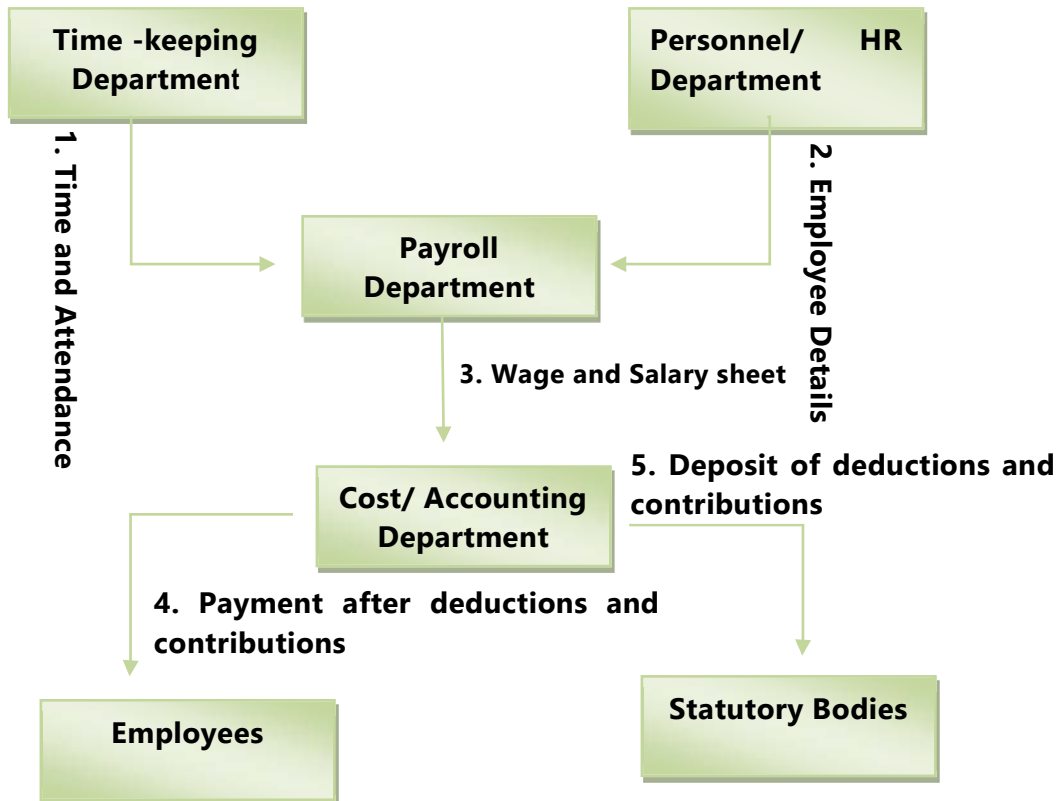 Time -keeping
Department
Personnel/ HR
Department
1. Time and Attendance
2. Employee Details
Payroll
Department
3. Wage and Salary sheet
Cost/ Accounting
Department
5. Deposit of deductions and
contributions
4. Payment after deductions and
contributions
Employees
Statutory Bodies